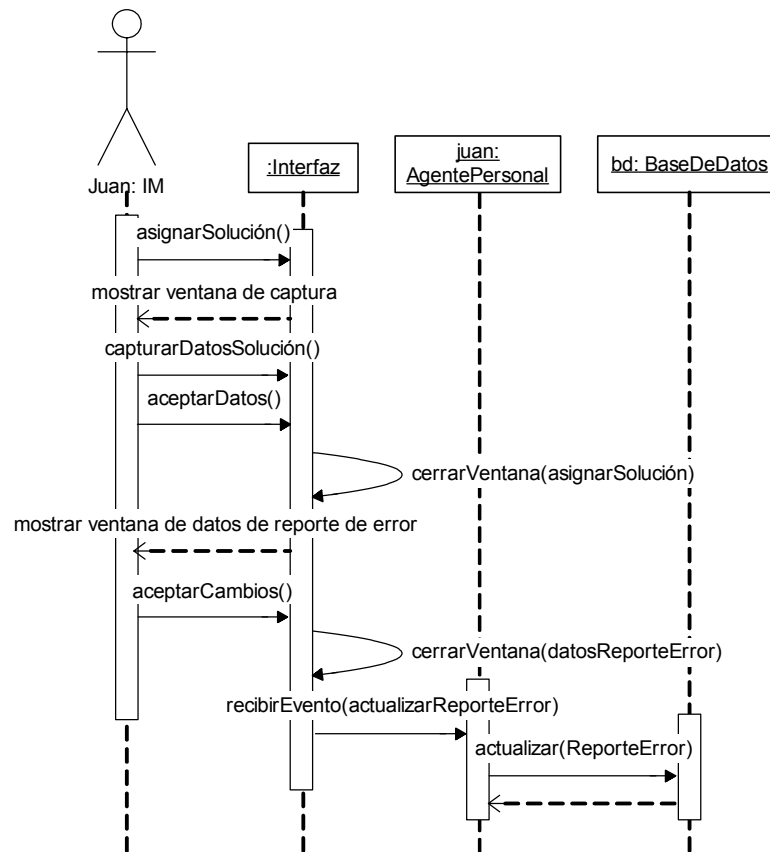 Juan: IM
:Interfaz
juan:
AgentePersonal
bd: BaseDeDatos
asignarSolución()
mostrar ventana de captura
capturarDatosSolución()
aceptarDatos()
cerrarVentana(asignarSolución)
mostrar ventana de datos de reporte de error
aceptarCambios()
cerrarVentana(datosReporteError)
recibirEvento(actualizarReporteError)
actualizar(ReporteError)